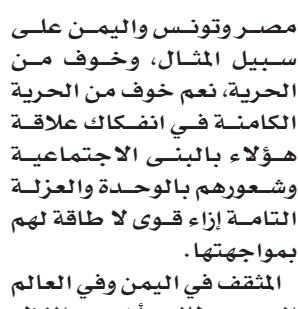 مصر وتونس واليمن على
سبيل المثال، وخوف من
الحرية، نعم خوف من الحرية
الكامنة في انفكاك علاقة
هؤلاء بالبنى الاجتماعية
وشعورهم بالوحدة والعزلة
التامة إزاء قوى لا طاقة لهم
بمواجهتها.
المثقف في اليمن وفي العالم